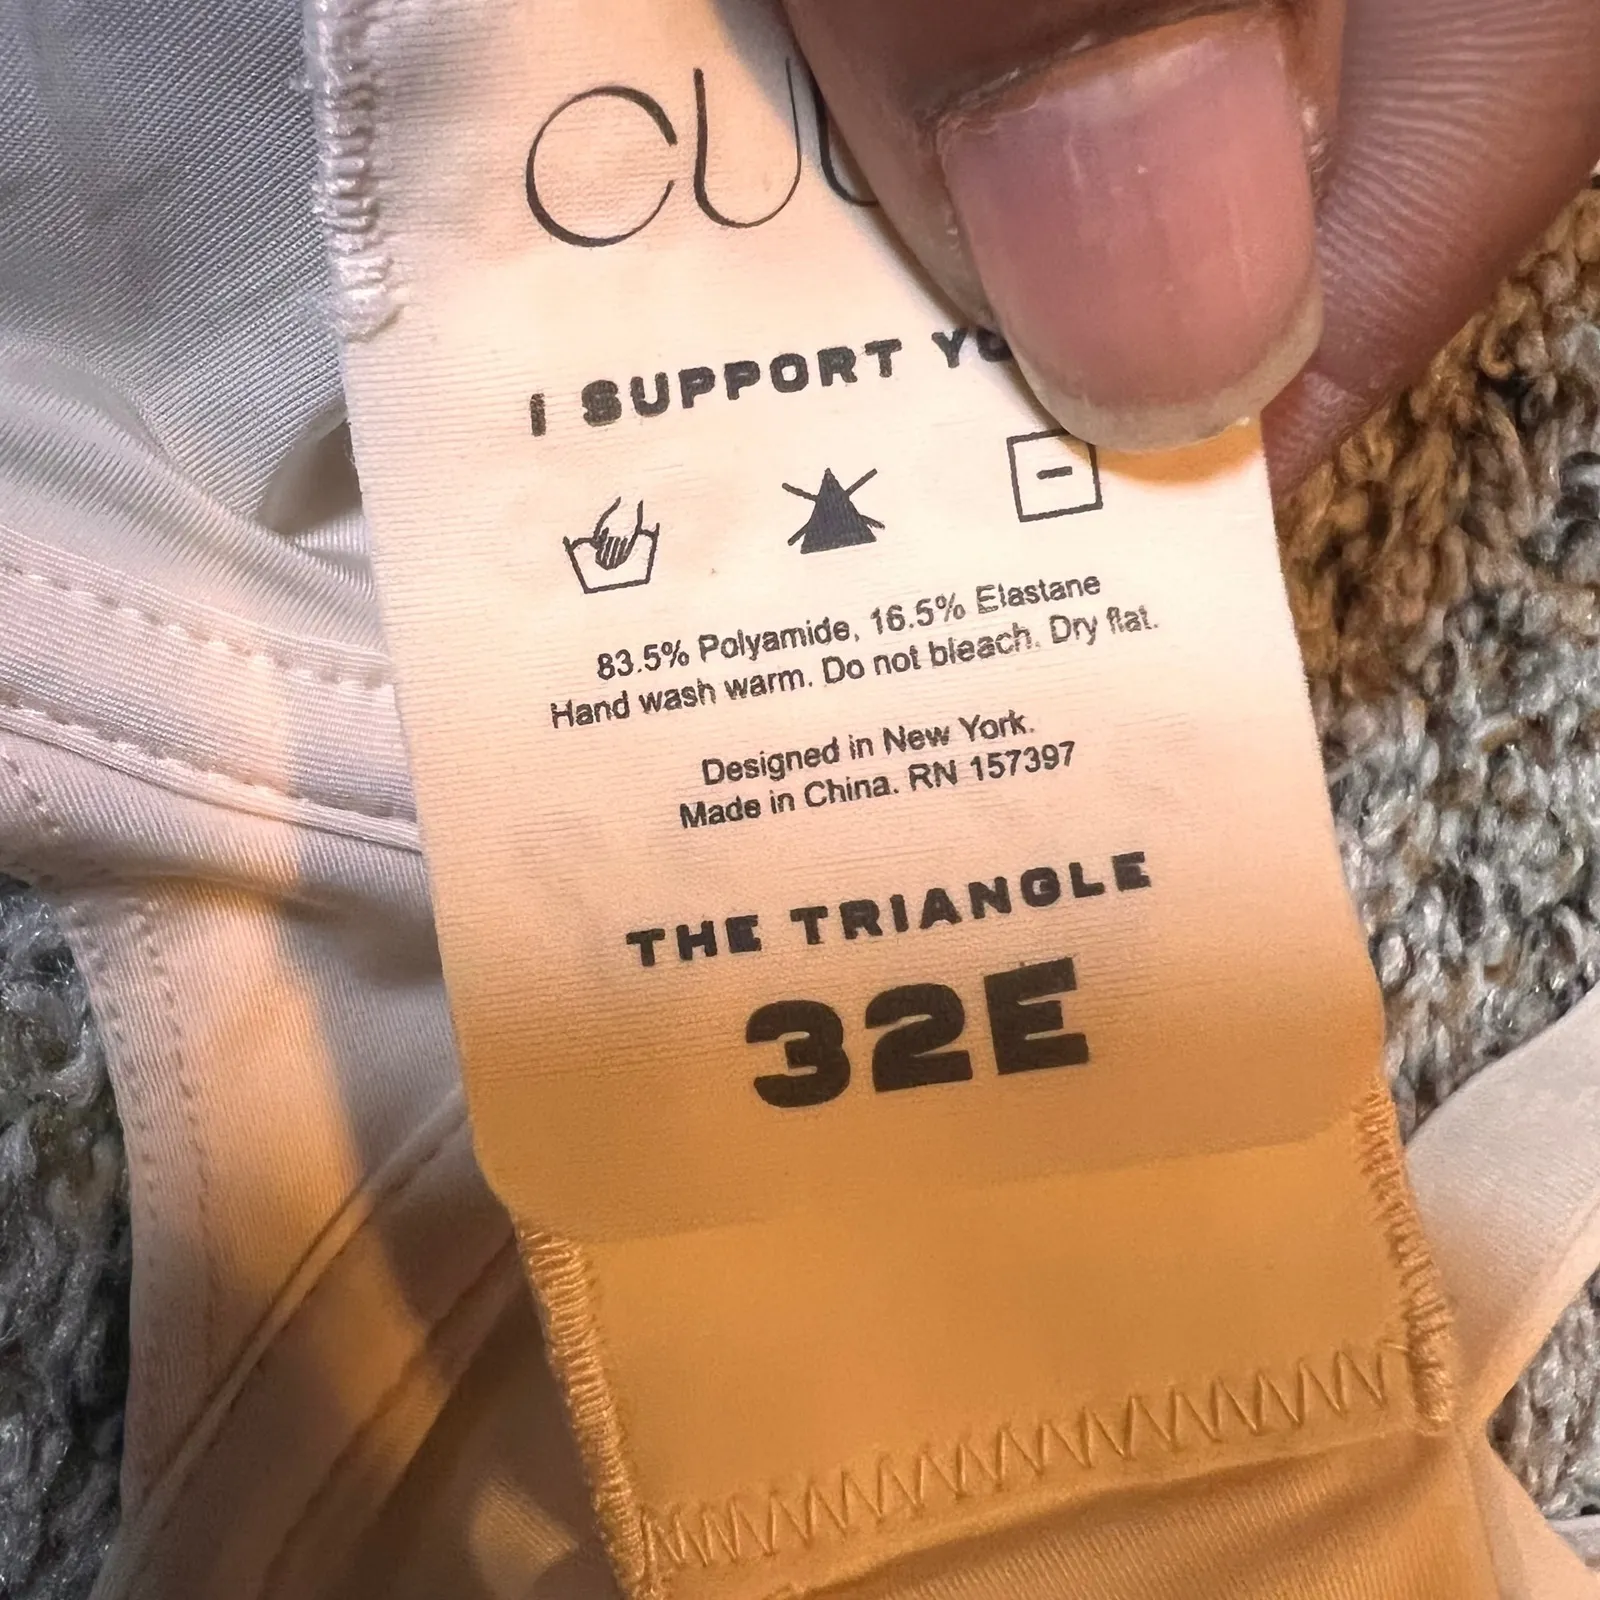 I SUPPORT
83.5% Polyamide, 16.5% Elastane
Hand wash warm. Do not bleach. Dry flat.
Designed in New York.
Made in China. RN 157397
THE TRIANGLE
32E